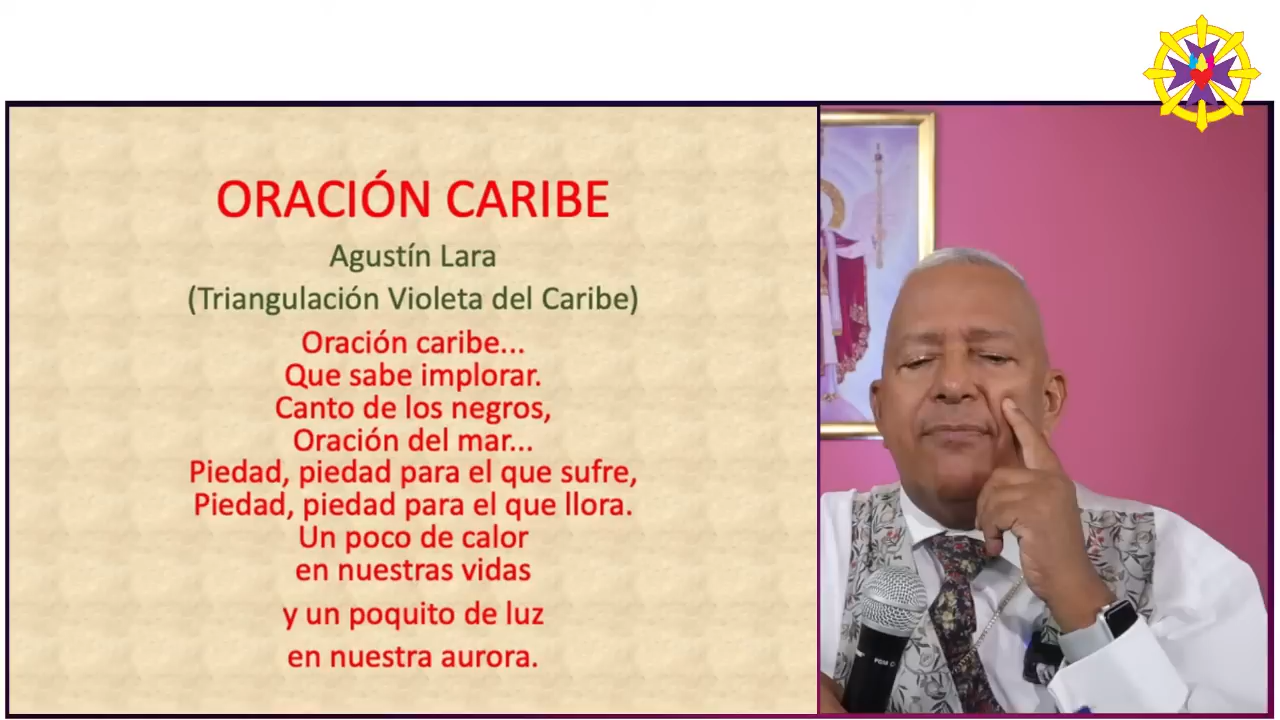 ORACIÓN CARIBE
Agustín Lara
(Triangulación Violeta del Caribe)
Oración caribe...
Que sabe implorar.
Canto de los negros,
Oración del mar...
Piedad, piedad para el que sufre,
Piedad, piedad para el que llora.
Un poco de calor
en nuestras vidas
y un poquito de luz
en nuestra aurora.